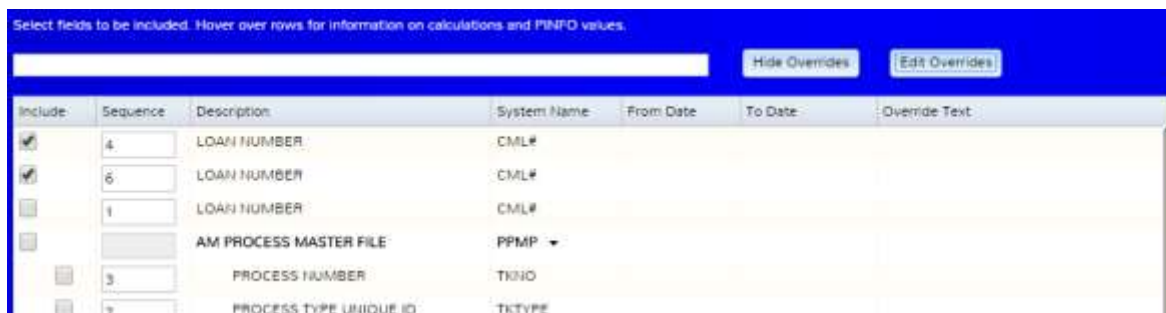 Select fields to be included. Hover over rows for information on calculations and PINFO values.
Hide Overrides Edit Overrides
Include Sequence Description System Name From Date To Date Override Text
4 LOAN NUMBER CML#
6 LOAN NUMBER CML#
1 LOAN NUMBER CML#
AM PROCESS MASTER FILE PPMP
3 PROCESS NUMBER TKNO
PROCESS TYPE UNIQUE ID TKTYPE